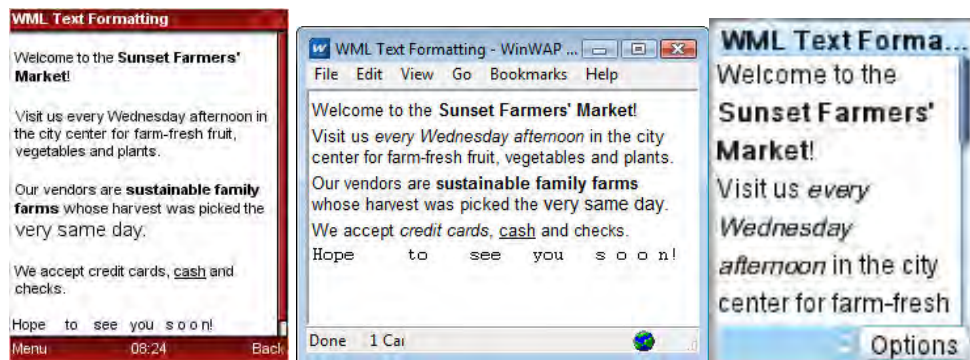 WML Text Formatting
Welcome to the Sunset Farmers'
Market!
Visit us every Wednesday afternoon in
the city center for farm-fresh fruit,
vegetables and plants.
Our vendors are sustainable family
farms whose harvest was picked the
very same day.
We accept credit cards, cash and
checks.
Hope to see you s o o n!
Menu 08:24 Back
WML Text Formatting - WinWAP ...
File Edit View Go Bookmarks Help
Welcome to the Sunset Farmers' Market!
Visit us every Wednesday afternoon in the city
center for farm-fresh fruit, vegetables and plants.
Our vendors are sustainable family farms
whose harvest was picked the very same day.
We accept credit cards, cash and checks.
Hope to see you s o o n!
Done 1 Car
WML Text Forma...
Welcome to the
Sunset Farmers'
Market!
Visit us every
Wednesday
afternoon in the city
center for farm-fresh
Options